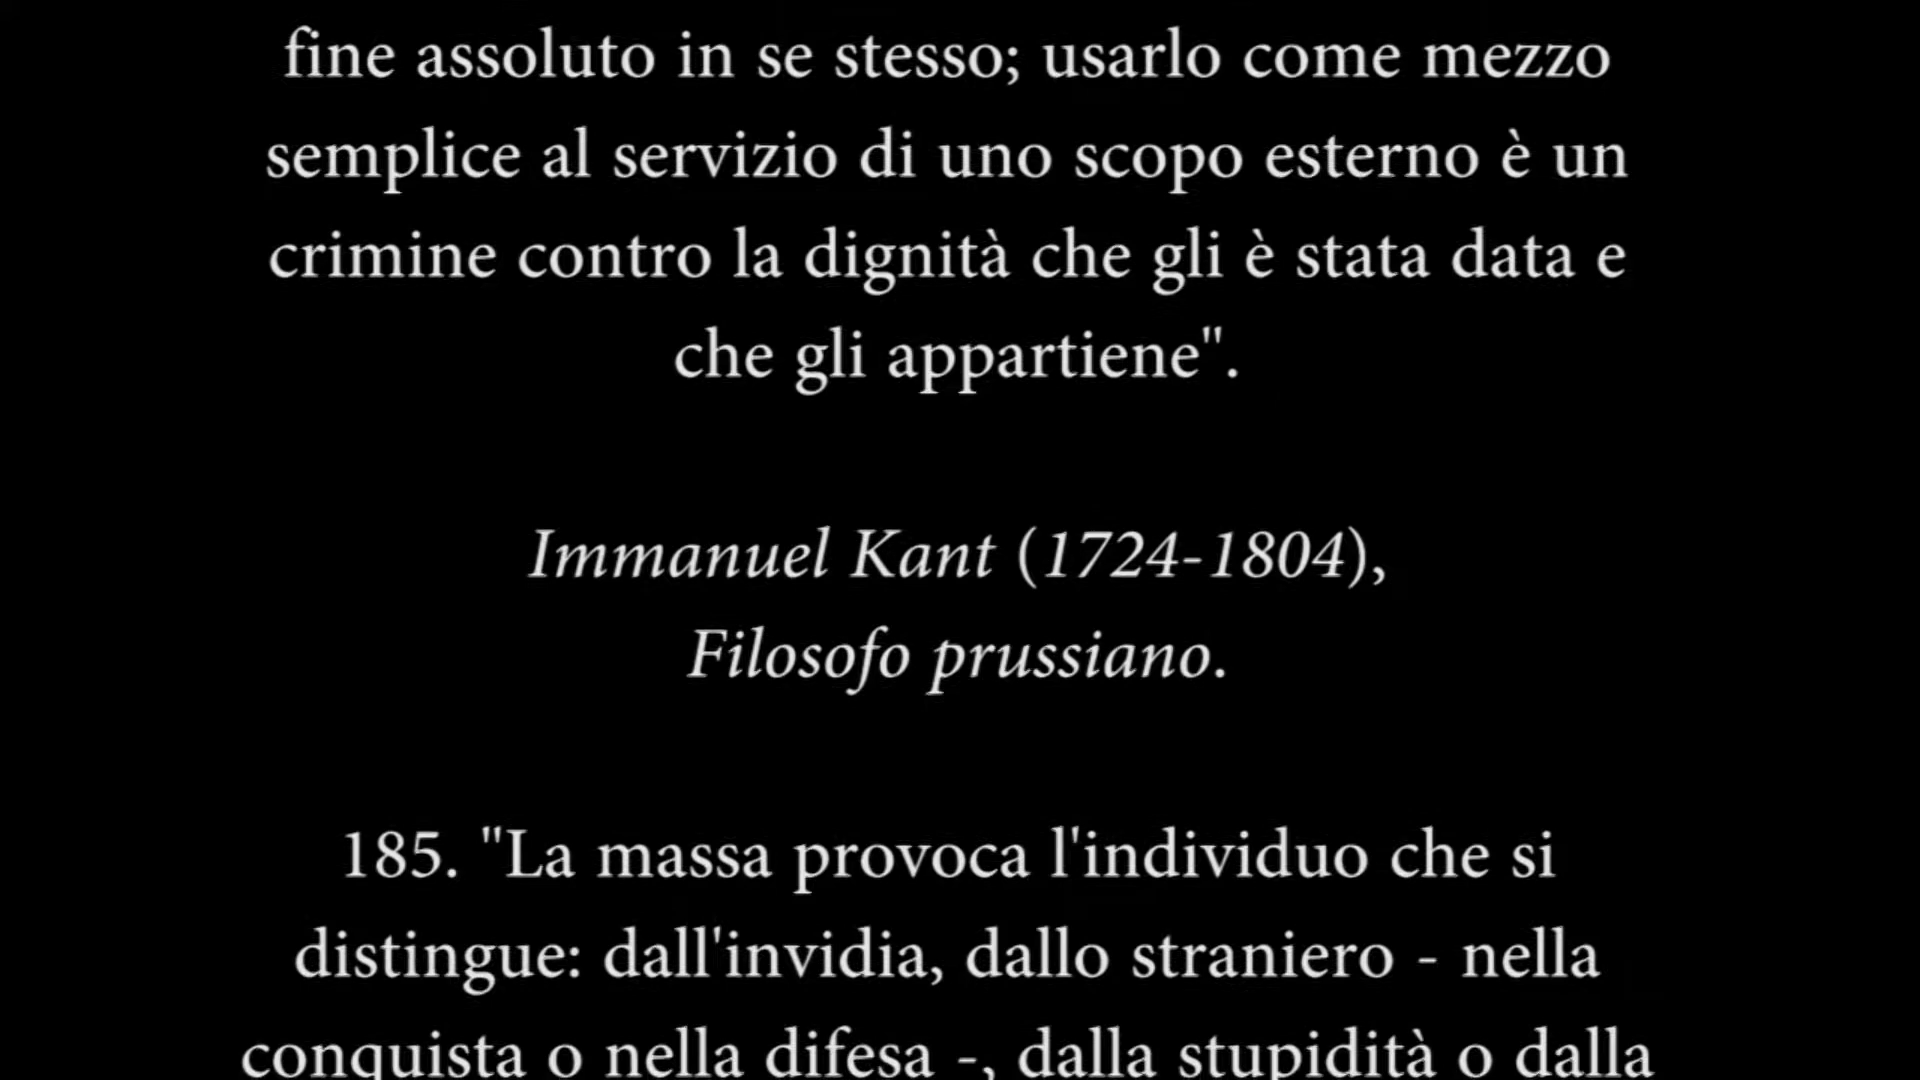 fine assoluto in se stesso; usarlo come mezzo
semplice al servizio di uno scopo esterno è un
crimine contro la dignità che gli è stata data e
che gli appartiene".
Immanuel Kant (1724-1804),
Filosofo prussiano.
185. "La massa provoca l'individuo che si
distingue: dall'invidia, dallo straniero - nella
conquista o nella difesa -, dalla stupidità o dalla